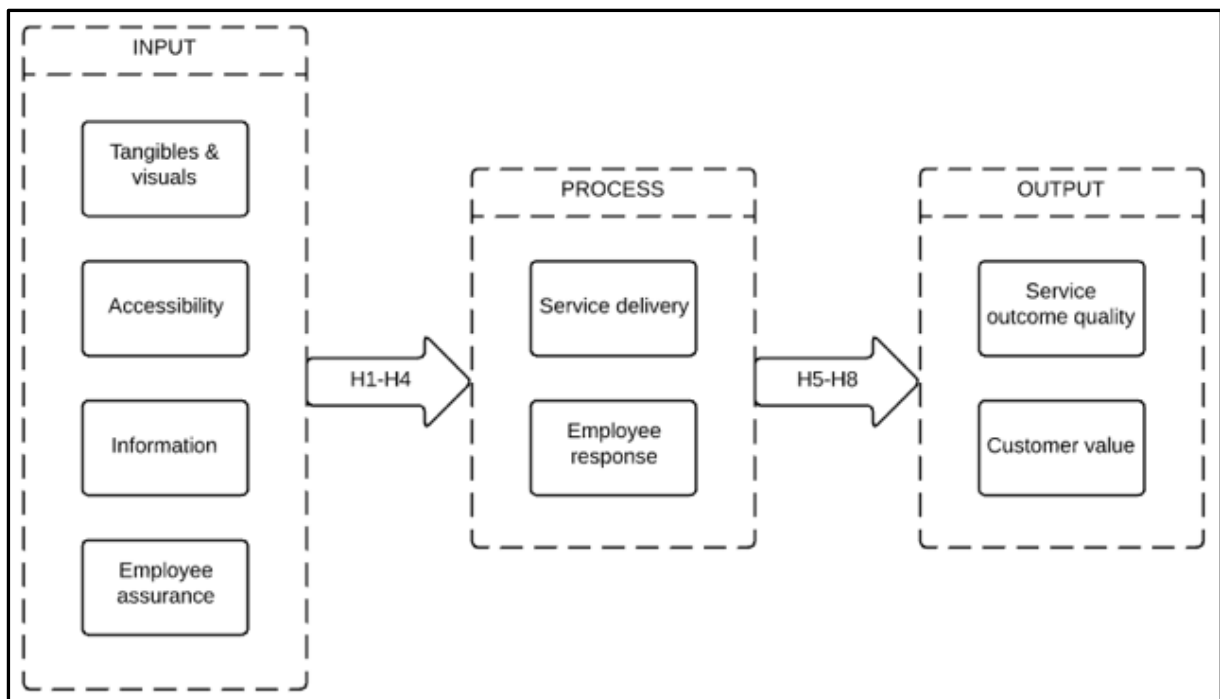 INPUT
Tangibles &
visuals
Accessibility
Information
Employee
assurance
H1-H4
PROCESS
Service delivery
Employee
response
H5-H8
OUTPUT
Service
outcome quality
Customer value